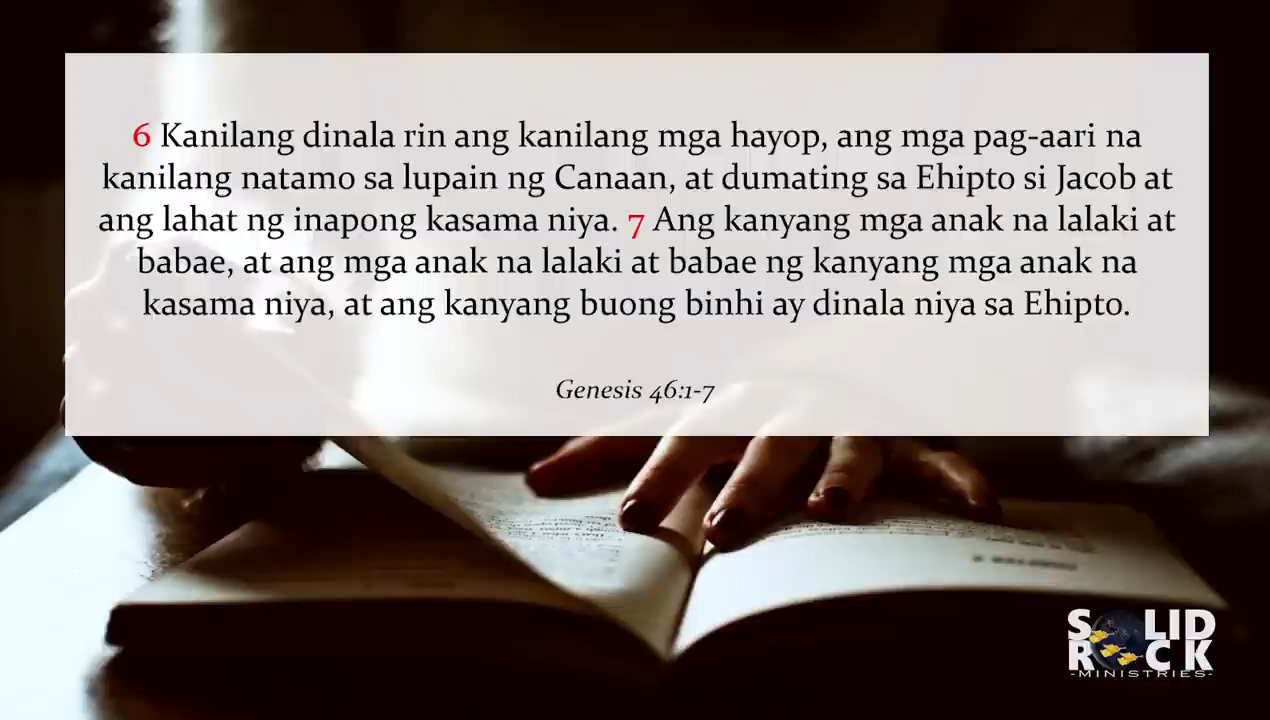 6 Kanilang dinala rin ang kanilang mga hayop, ang mga pag-aari na
kanilang natamo sa lupain ng Canaan, at dumating sa Ehipto si Jacob at
ang lahat ng inapong kasama niya. 7 Ang kanyang mga anak na lalaki at
babae, at ang mga anak na lalaki at babae ng kanyang mga anak na
kasama niya, at ang kanyang buong binhi ay dinala niya sa Ehipto.
Genesis 46:1-7
SOLID
ROCK
-MINISTRIES-